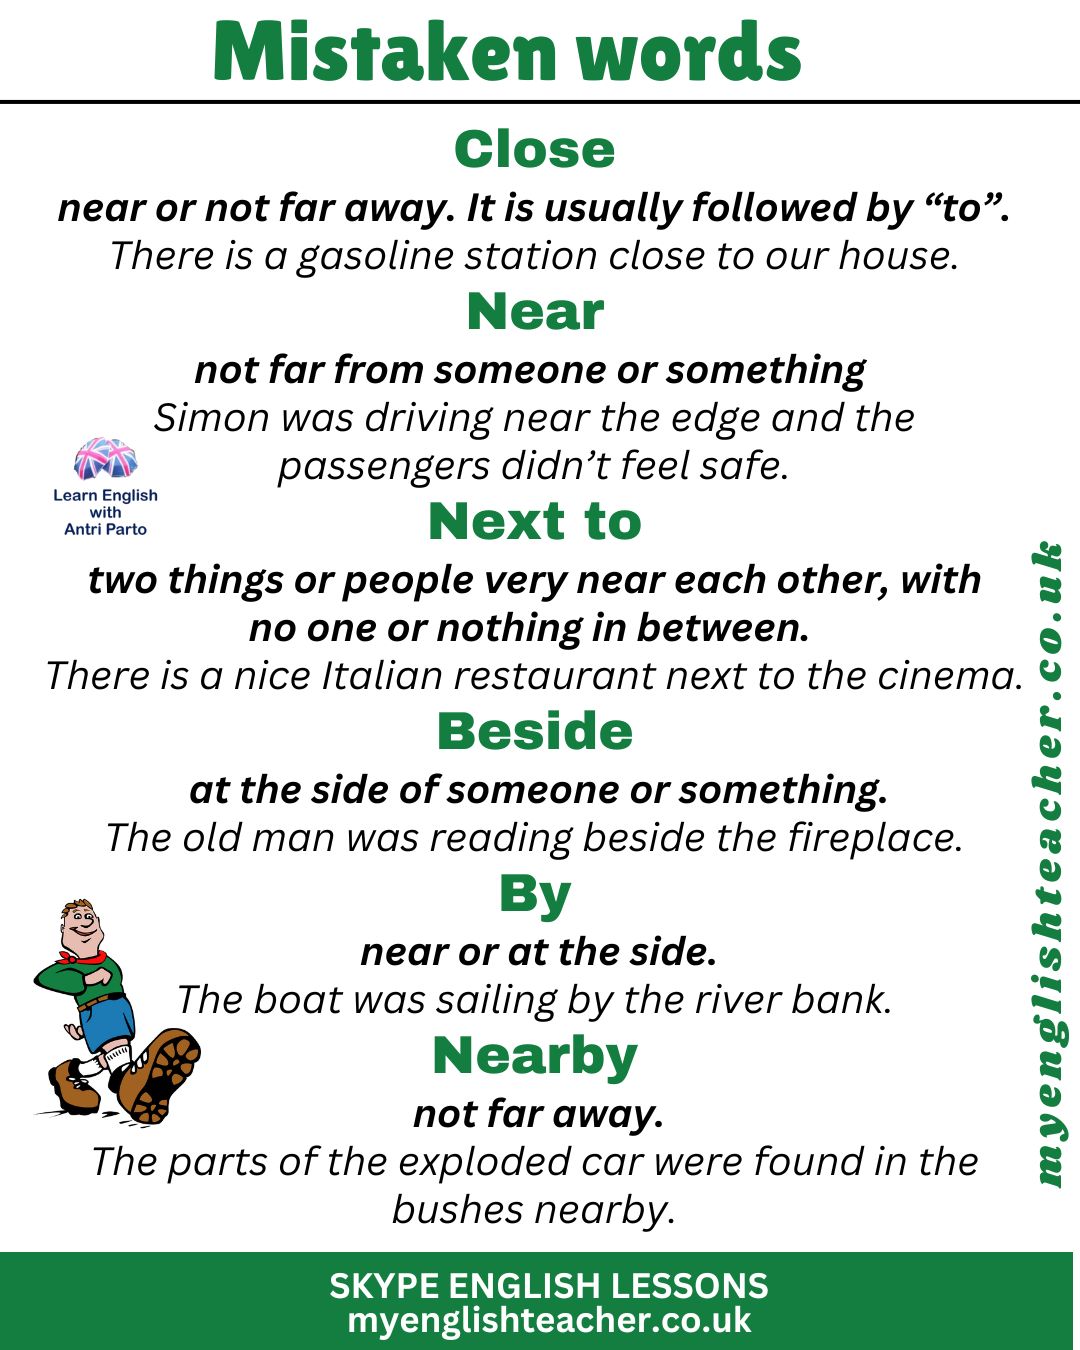 Mistaken words
Close
near or not far away. It is usually followed by “to”.
There is a gasoline station close to our house.
Near
not far from someone or something
Simon was driving near the edge and the
passengers didn’t feel safe.
Learn English
with
Antri Parto
Next to
two things or people very near each other, with
no one or nothing in between.
There is a nice Italian restaurant next to the cinema.
Beside
at the side of someone or something.
The old man was reading beside the fireplace.
By
near or at the side.
The boat was sailing by the river bank.
Nearby
not far away.
The parts of the exploded car were found in the
bushes nearby.
myenglishteacher.co.uk
SKYPE ENGLISH LESSONS
myenglishteacher.co.uk